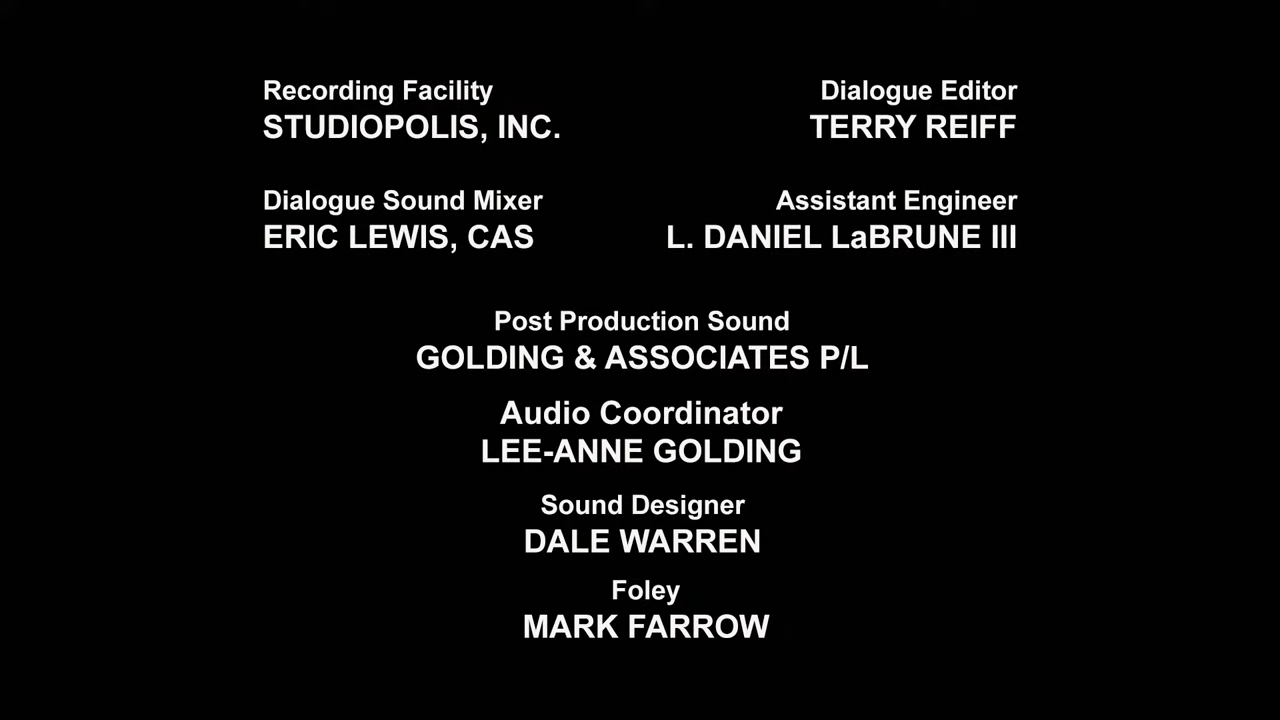 Recording Facility
STUDIOPOLIS, INC.
Dialogue Editor
TERRY REIFF
Dialogue Sound Mixer
ERIC LEWIS, CAS
Assistant Engineer
L. DANIEL LaBRUNE III
Post Production Sound
GOLDING & ASSOCIATES P/L
Audio Coordinator
LEE-ANNE GOLDING
Sound Designer
DALE WARREN
Foley
MARK FARROW